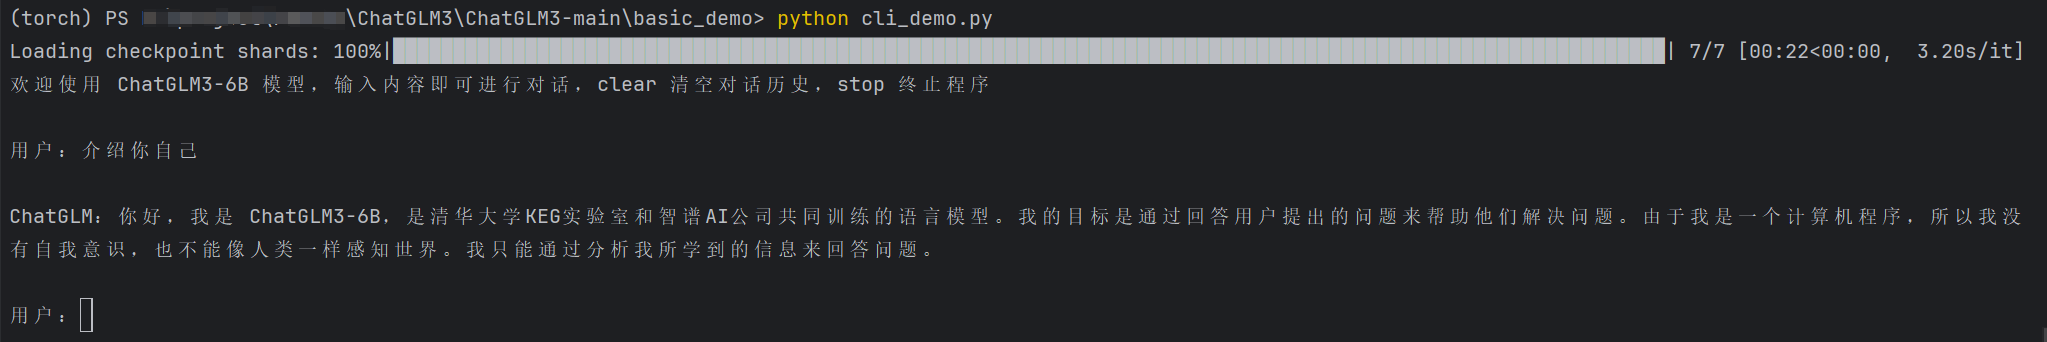 (torch) PS \ChatGLM3\ChatGLM3-main\basic_demo> python cli_demo.py
Loading checkpoint shards: 100%| | 7/7 [00:22<00:00, 3.20s/it]
欢迎使用 ChatGLM3-6B 模型，输入内容即可进行对话，clear 清空对话历史，stop 终止程序
用户：介绍你自己
ChatGLM：你好，我是 ChatGLM3-6B，是清华大学KEG实验室和智谱AI公司共同训练的语言模型。我的目标是通过回答用户提出的问题来帮助他们解决问题。由于我是一个计算机程序，所以我没
有自我意识，也不能像人类一样感知世界。我只能通过分析我所学到的信息来回答问题。
用户：